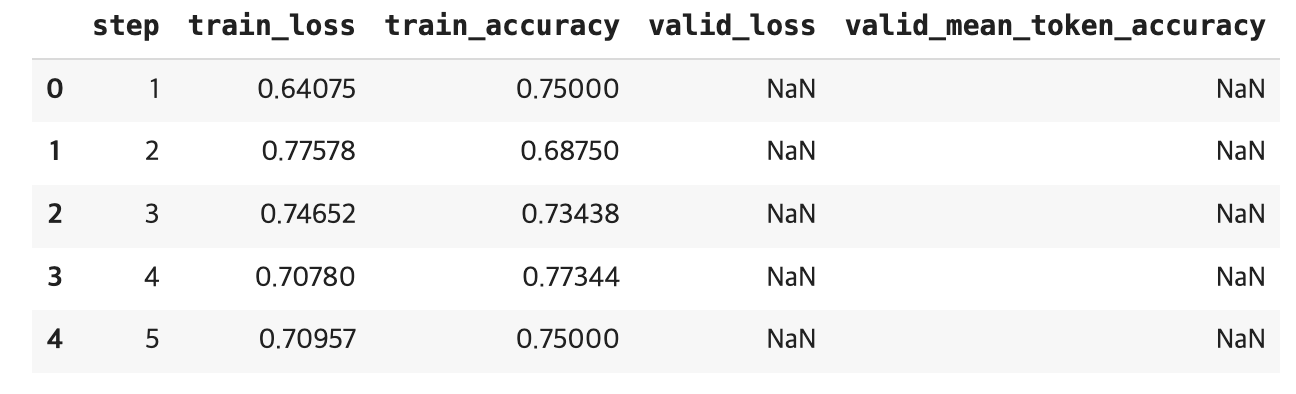 step train_loss train_accuracy valid_loss valid_mean_token_accuracy
0 1 0.64075 0.75000 NaN NaN
1 2 0.77578 0.68750 NaN NaN
2 3 0.74652 0.73438 NaN NaN
3 4 0.70780 0.77344 NaN NaN
4 5 0.70957 0.75000 NaN NaN